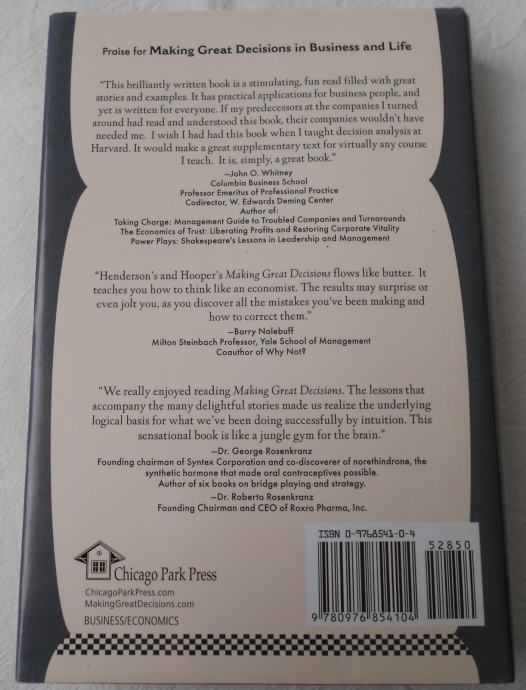 Praise for Making Great Decisions in Business and Life
“This brilliantly written book is a stimulating, fun read filled with great
stories and examples. It has practical applications for business people, and
yet is written for everyone. If my predecessors at the companies I turned
around had read and understood this book, their companies wouldn’t have
needed me. I wish I had had this book when I taught decision analysis at
Harvard. It would make a great supplementary text for virtually any course
I teach. It is, simply, a great book.”
—John O. Whitney
Columbia Business School
Professor Emeritus of Professional Practice
Codirector, W. Edwards Deming Center
Author of:
Taking Charge: Management Guide to Troubled Companies and Turnarounds
The Economics of Trust: Liberating Profits and Restoring Corporate Vitality
Power Plays: Shakespeare’s Lessons in Leadership and Management
“Henderson’s and Hooper’s Making Great Decisions flows like butter. It
teaches you how to think like an economist. The results may surprise or
even jolt you, as you discover all the mistakes you’ve been making and
how to correct them.”
—Barry Nalebuff
Milton Steinbach Professor, Yale School of Management
Coauthor of Why Not?
“We really enjoyed reading Making Great Decisions. The lessons that
accompany the many delightful stories made us realize the underlying
logical basis for what we’ve been doing successfully by intuition. This
sensational book is like a jungle gym for the brain.”
—Dr. George Rosenkranz
Founding chairman of Syntex Corporation and co-discoverer of norethindrone, the
synthetic hormone that made oral contraceptives possible.
Author of six books on bridge playing and strategy.
—Dr. Roberto Rosenkranz
Founding Chairman and CEO of Roxro Pharma, Inc.
Chicago Park Press
ChicagoParkPress.com
MakingGreatDecisions.com
BUSINESS/ECONOMICS
ISBN 0-9768541-0-4
52850
9 780976 854104